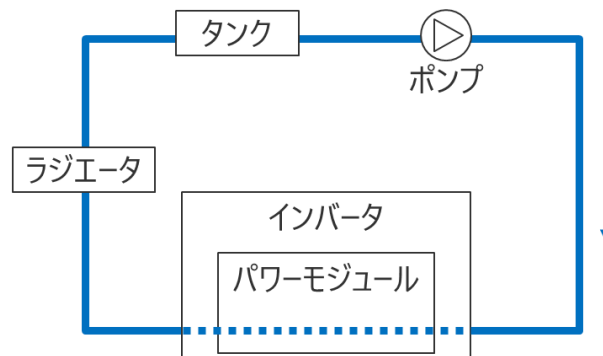 タンク
ポンプ
ラジエータ
インバータ
パワーモジュール